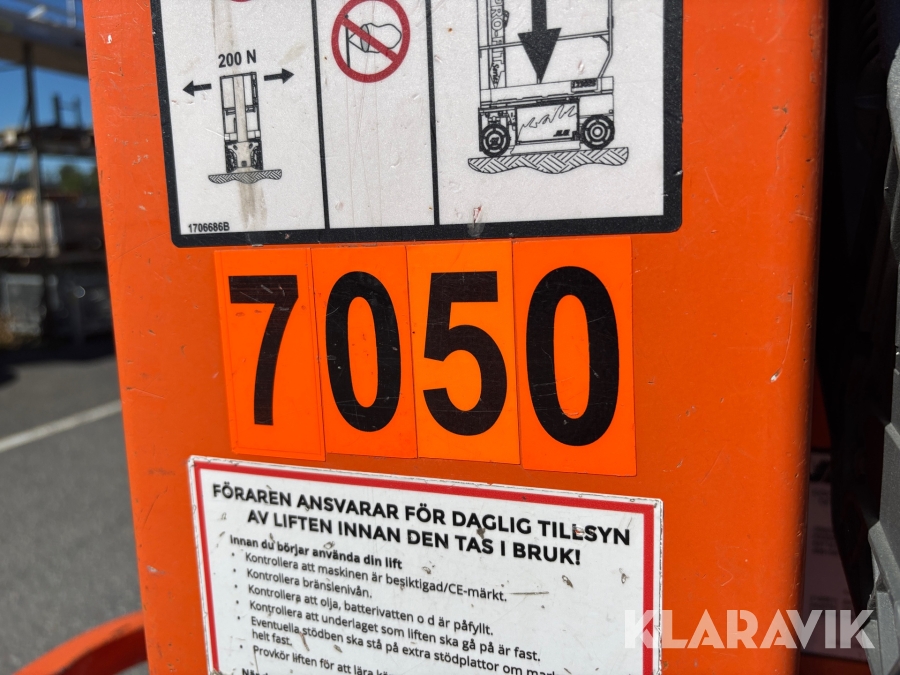 200 N
JLG
1706686B
7050
FÖRAREN ANSVARAR FÖR DAGLIG TILLSYN
AV LIFTEN INNAN DEN TAS I BRUK!
Innan du börjar använda din lift
• Kontrollera att maskinen är besiktigad/CE-märkt.
• Kontrollera bränslenivån.
• Kontrollera att olja, batterivatten o d är påfyllt.
• Kontrollera att underlaget som liften ska gå på är fast.
• Eventuella stödben ska stå på extra stödplattor om
helt fast.
• Provkör liften för att lära
KLARAVIK